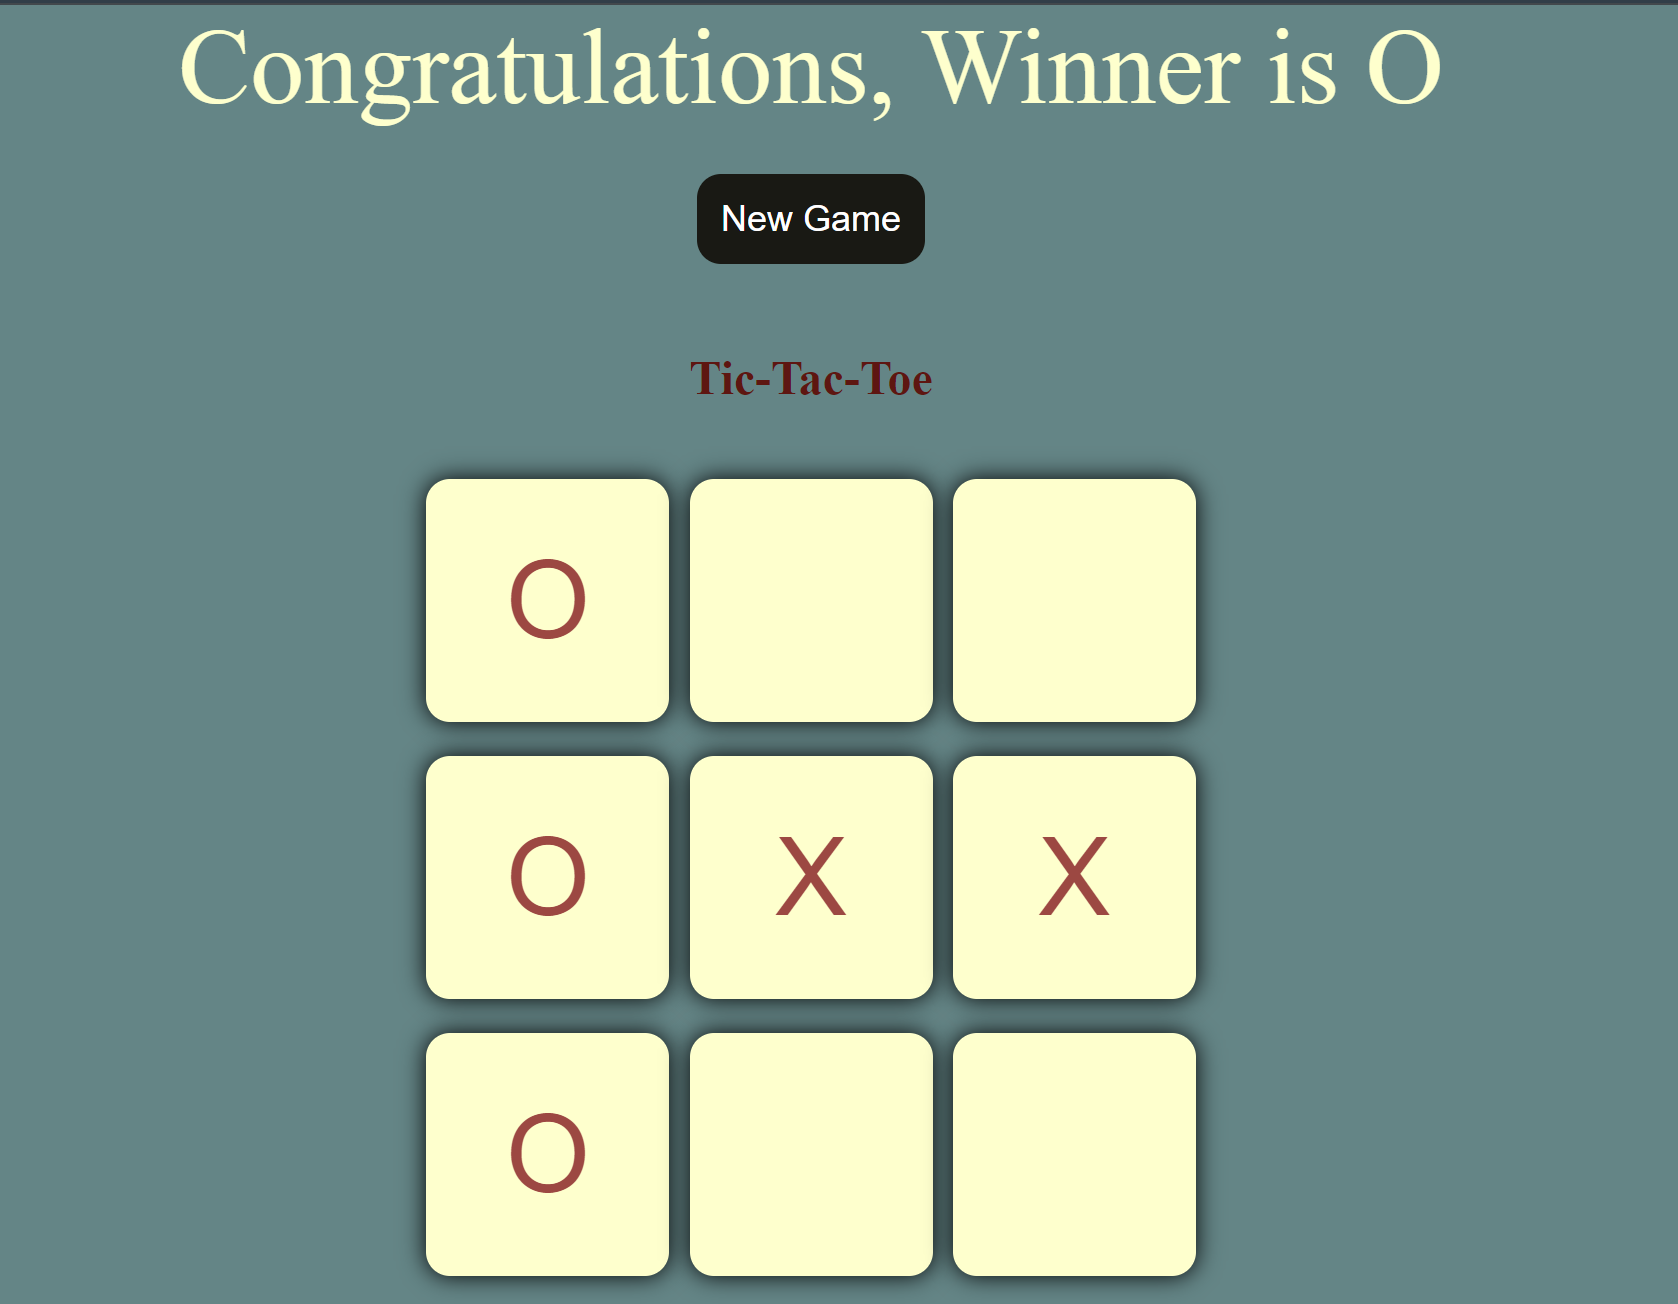 Congratulations, Winner is O
New Game
Tic-Tac-Toe
O
O X X
O